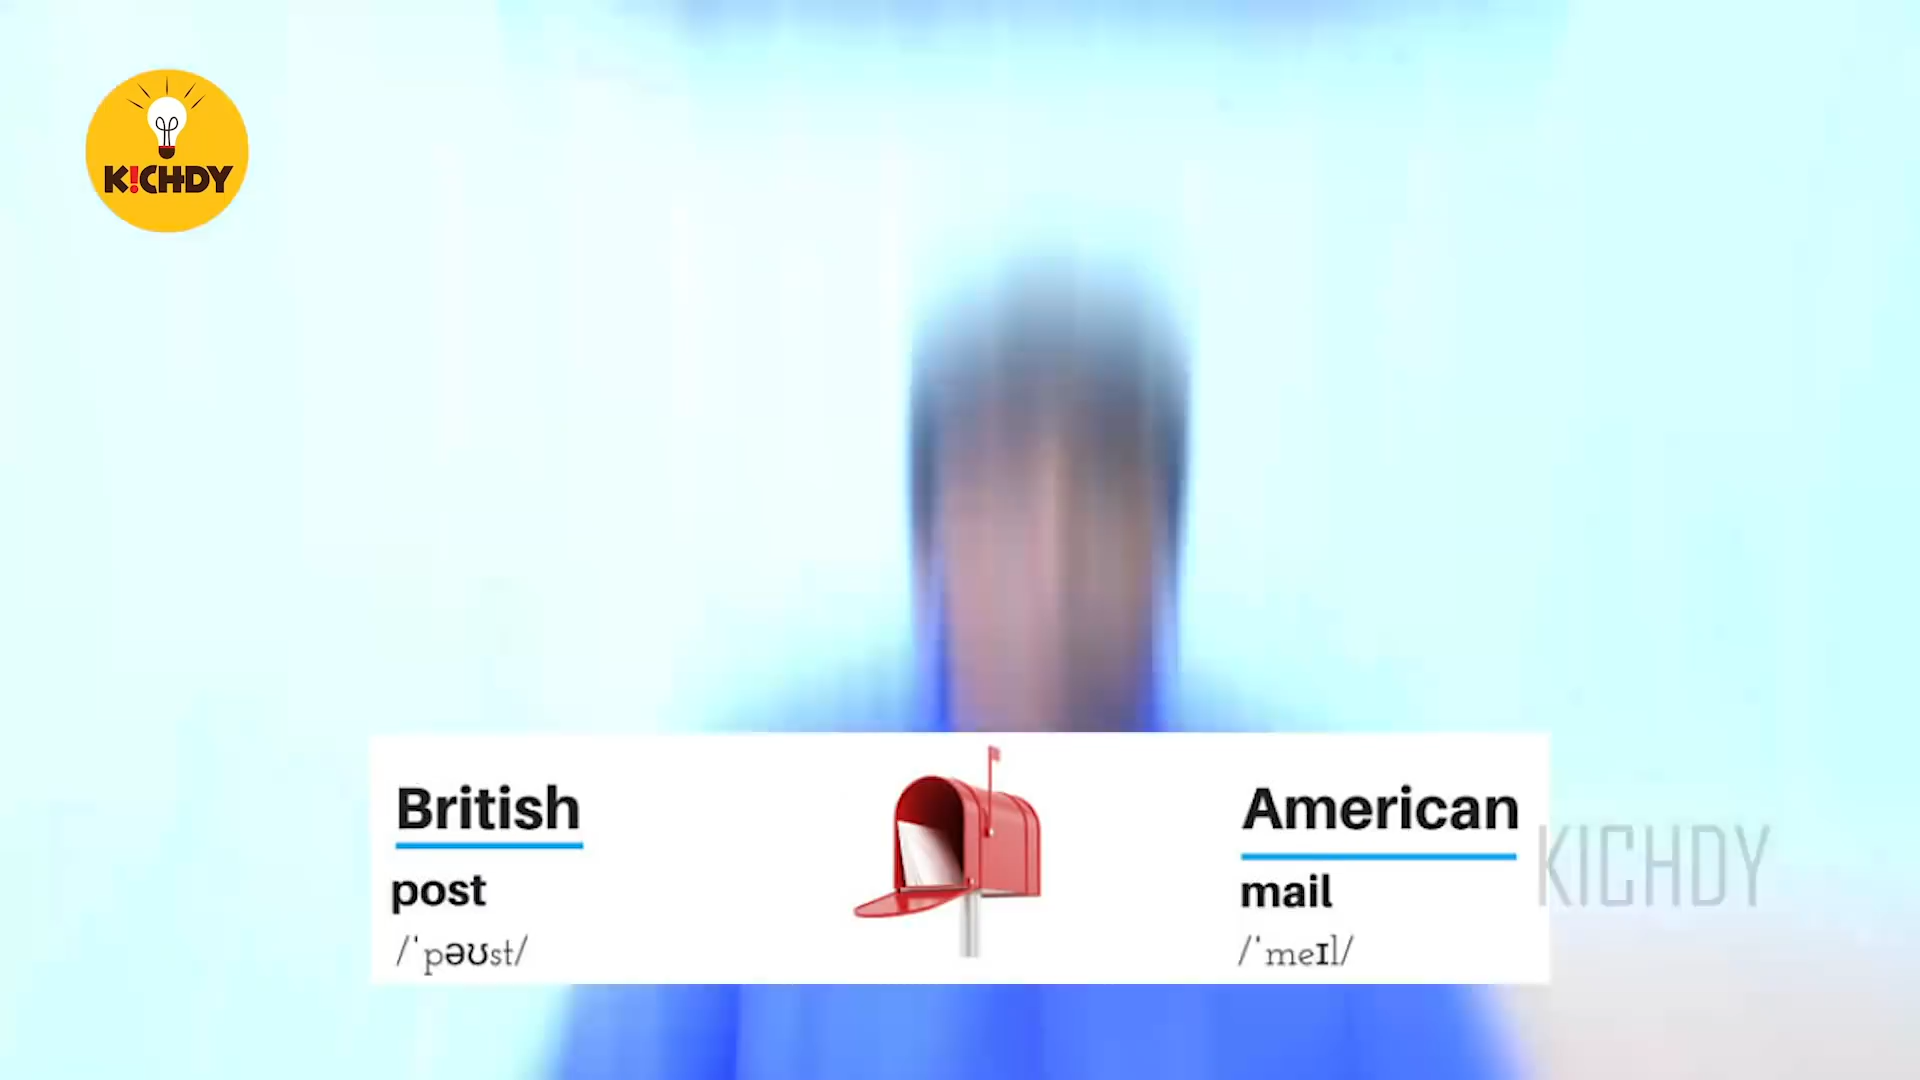 K!CHDY
British
American
post
mail
/ˈpəʊst/
/ˈmeɪl/
KICHDY